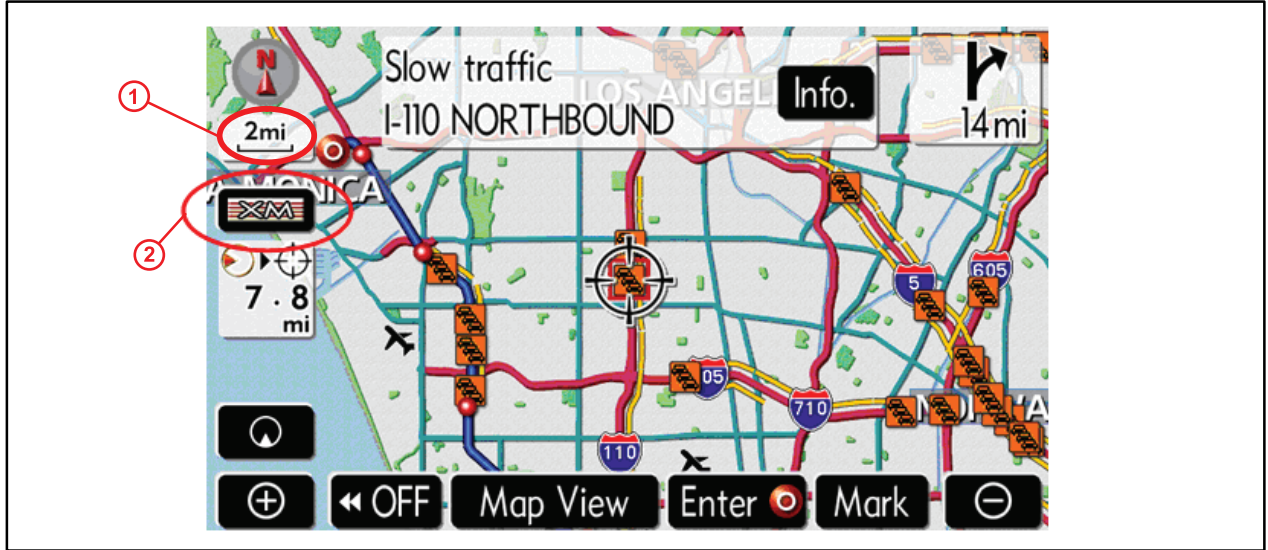 N
Slow traffic
LOS ANGEL
I-110 NORTHBOUND
Info.
14mi
1
2mi
A MONICA
XM
2
7.8
mi
5
605
05
710
110
OFF
Map View
Enter
Mark